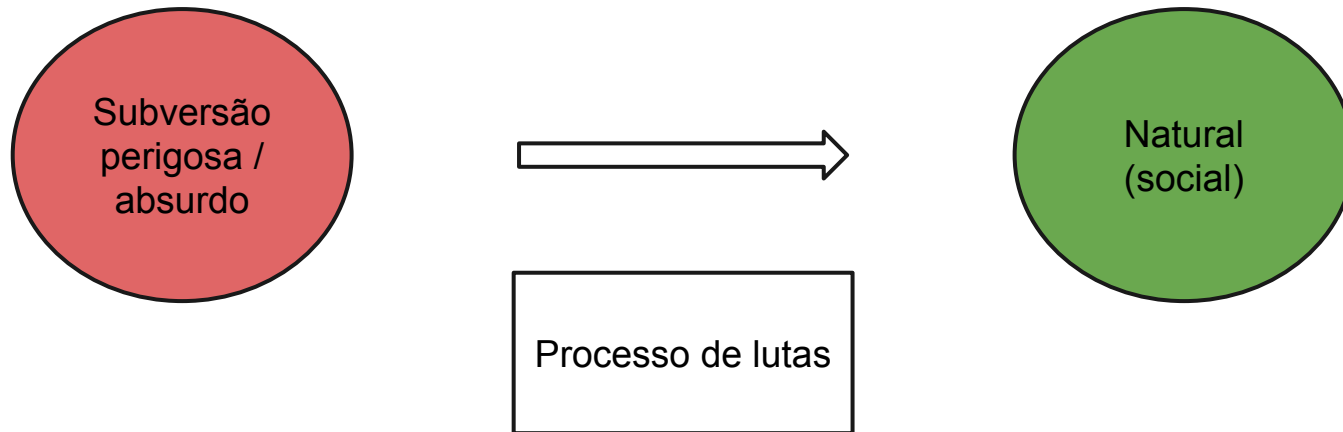 Subversão
perigosa /
absurdo
Natural
(social)
Processo de lutas